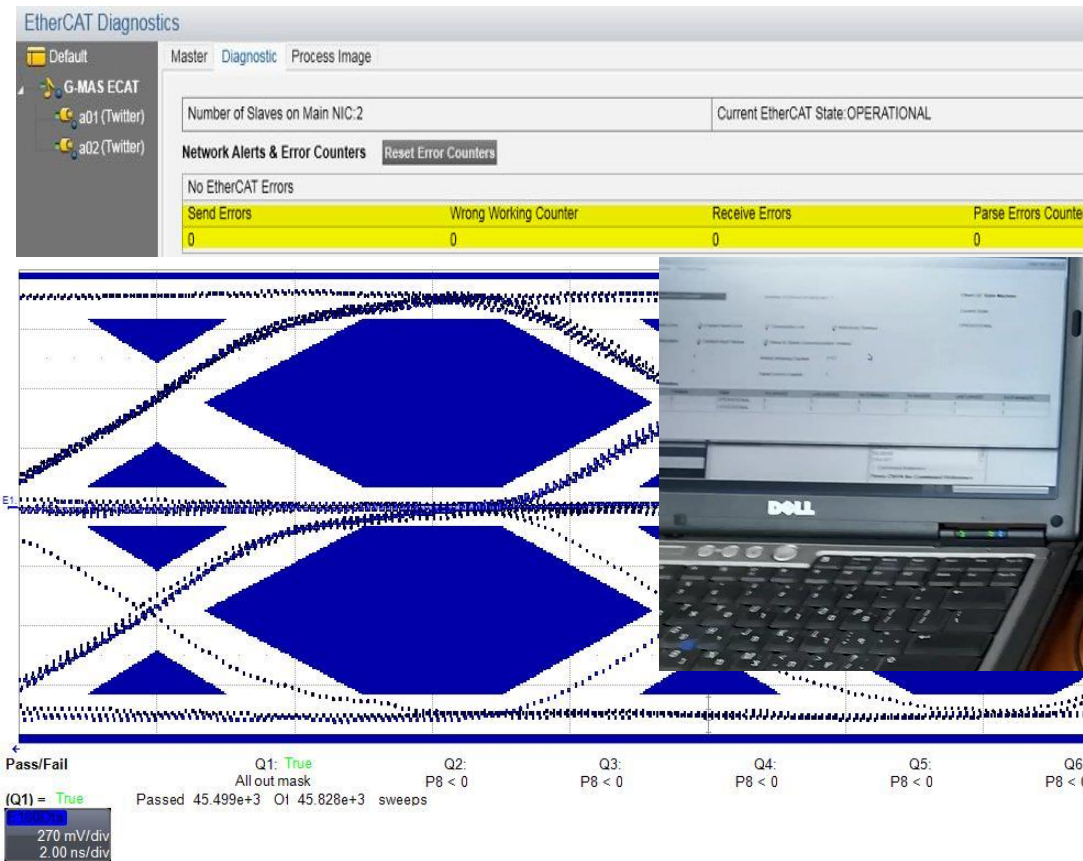 EtherCAT Diagnostics
Default
G-MAS ECAT
a01 (Twitter)
a02 (Twitter)
Master Diagnostic Process Image
Number of Slaves on Main NIC:2 Current EtherCAT State:OPERATIONAL
Network Alerts & Error Counters Reset Error Counters
No EtherCAT Errors
Send Errors Wrong Working Counter Receive Errors Parse Errors Counte
0 0 0 0
OPERATIONAL
DELL
E1
Pass/Fail Q1: True Q2: Q3: Q4: Q5: Q6
All out mask P8 < 0 P8 < 0 P8 < 0 P8 < 0 P8 < 0
(Q1) = True Passed 45.499e+3 Of 45.828e+3 sweeps
270 mV/div
2.00 ns/div